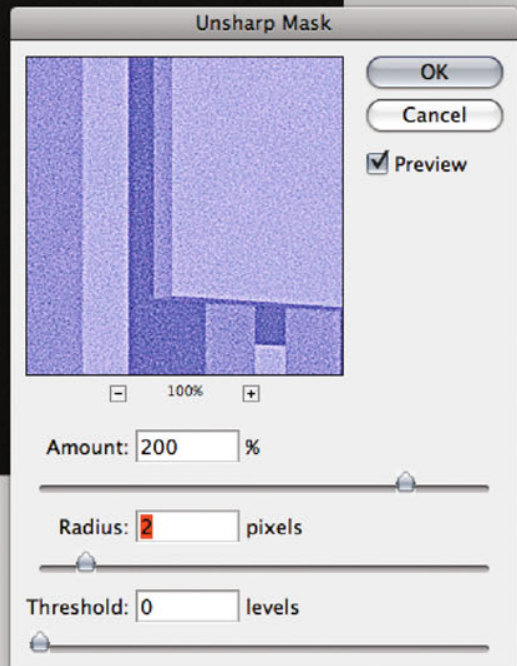 Unsharp Mask
OK
Cancel
Preview
100%
Amount: 200 %
Radius: 2 pixels
Threshold: 0 levels